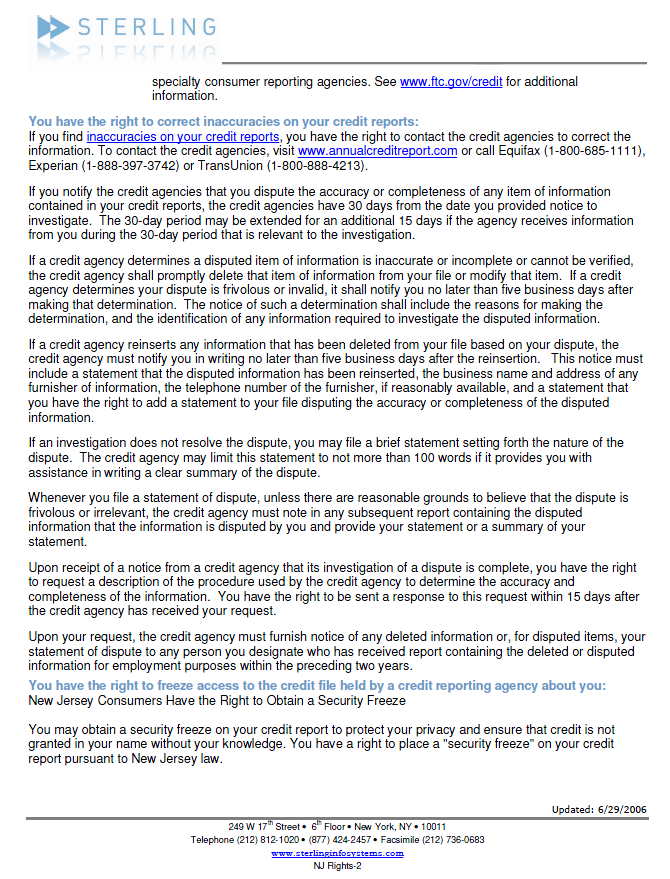 STERLING
specialty consumer reporting agencies. See www.ftc.gov/credit for additional
information.
You have the right to correct inaccuracies on your credit reports:
If you find inaccuracies on your credit reports, you have the right to contact the credit agencies to correct the
information. To contact the credit agencies, visit www.annualcreditreport.com or call Equifax (1-800-685-1111),
Experian (1-888-397-3742) or TransUnion (1-800-888-4213).
If you notify the credit agencies that you dispute the accuracy or completeness of any item of information
contained in your credit reports, the credit agencies have 30 days from the date you provided notice to
investigate. The 30-day period may be extended for an additional 15 days if the agency receives information
from you during the 30-day period that is relevant to the investigation.
If a credit agency determines a disputed item of information is inaccurate or incomplete or cannot be verified,
the credit agency shall promptly delete that item of information from your file or modify that item. If a credit
agency determines your dispute is frivolous or invalid, it shall notify you no later than five business days after
making that determination. The notice of such a determination shall include the reasons for making the
determination, and the identification of any information required to investigate the disputed information.
If a credit agency reinserts any information that has been deleted from your file based on your dispute, the
credit agency must notify you in writing no later than five business days after the reinsertion. This notice must
include a statement that the disputed information has been reinserted, the business name and address of any
furnisher of information, the telephone number of the furnisher, if reasonably available, and a statement that
you have the right to add a statement to your file disputing the accuracy or completeness of the disputed
information.
If an investigation does not resolve the dispute, you may file a brief statement setting forth the nature of the
dispute. The credit agency may limit this statement to not more than 100 words if it provides you with
assistance in writing a clear summary of the dispute.
Whenever you file a statement of dispute, unless there are reasonable grounds to believe that the dispute is
frivolous or irrelevant, the credit agency must note in any subsequent report containing the disputed
information that the information is disputed by you and provide your statement or a summary of your
statement.
Upon receipt of a notice from a credit agency that its investigation of a dispute is complete, you have the right
to request a description of the procedure used by the credit agency to determine the accuracy and
completeness of the information. You have the right to be sent a response to this request within 15 days after
the credit agency has received your request.
Upon your request, the credit agency must furnish notice of any deleted information or, for disputed items, your
statement of dispute to any person you designate who has received report containing the deleted or disputed
information for employment purposes within the preceding two years.
You have the right to freeze access to the credit file held by a credit reporting agency about you:
New Jersey Consumers Have the Right to Obtain a Security Freeze
You may obtain a security freeze on your credit report to protect your privacy and ensure that credit is not
granted in your name without your knowledge. You have a right to place a "security freeze" on your credit
report pursuant to New Jersey law.
Updated: 6/29/2006
249 W 17th Street • 6th Floor • New York, NY • 10011
Telephone (212) 812-1020 • (877) 424-2457 • Facsimile (212) 736-0683
www.sterlinginfosystems.com
NJ Rights-2